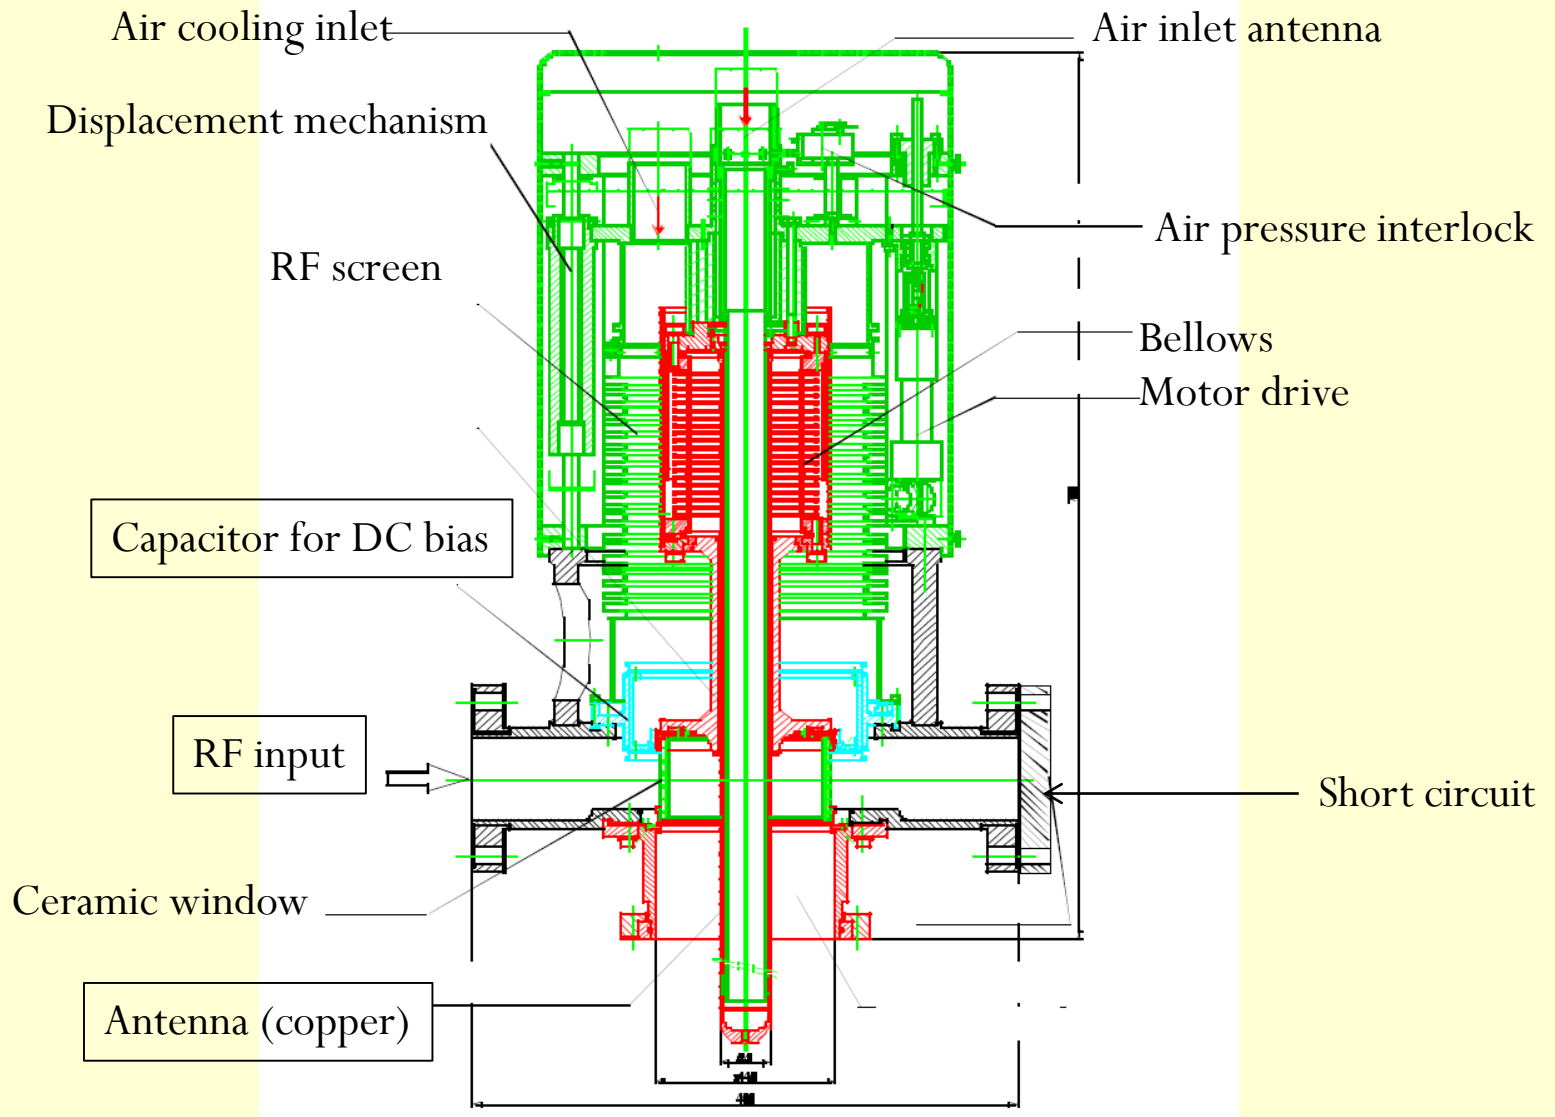 Air cooling inlet
Air inlet antenna
Displacement mechanism
Air pressure interlock
RF screen
Bellows
Motor drive
Capacitor for DC bias
RF input
Short circuit
Ceramic window
Antenna (copper)